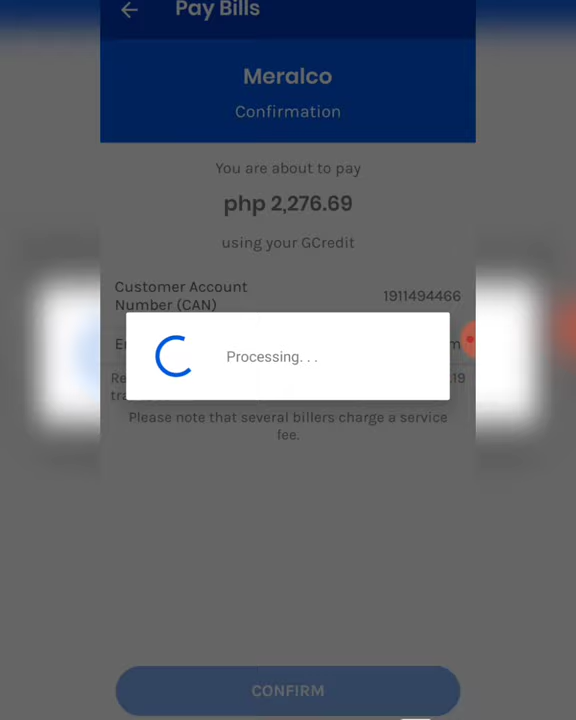 Pay Bills
Meralco
Confirmation
You are about to pay
php 2,276.69
using your GCredit
Customer Account
Number (CAN)
1911494466
Processing. . .
Please note that several billers charge a service
fee.
CONFIRM